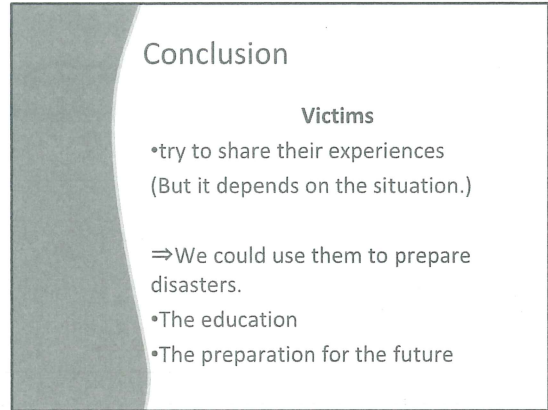 Conclusion
Victims
•try to share their experiences
(But it depends on the situation.)
⇒We could use them to prepare
disasters.
•The education
•The preparation for the future